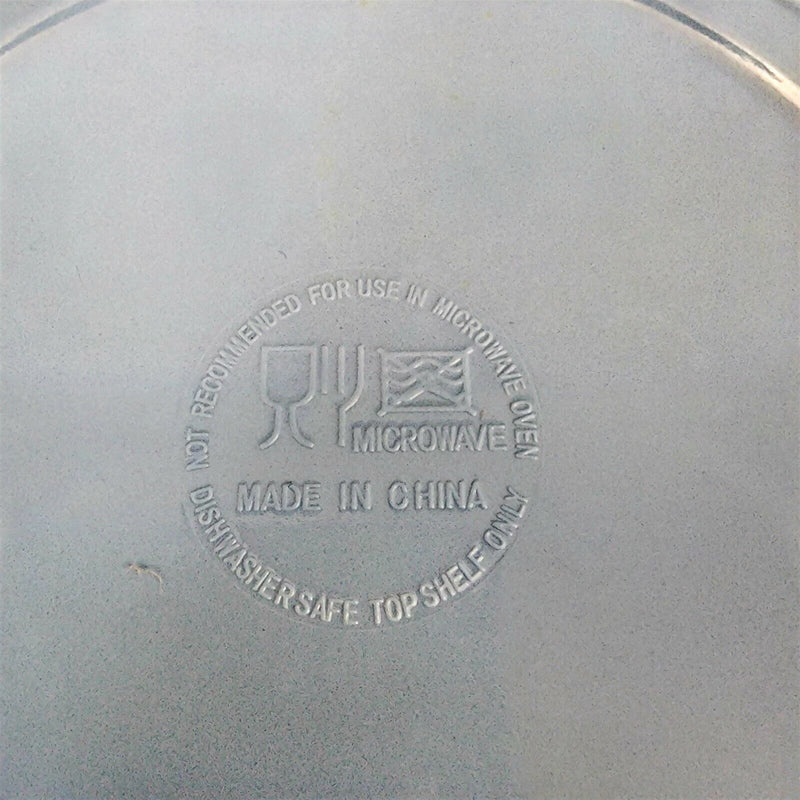 NOT RECOMMENDED FOR USE IN MICROWAVE OVEN
MICROWAVE
MADE IN CHINA
DISHWASHER SAFE TOP SHELF ONLY